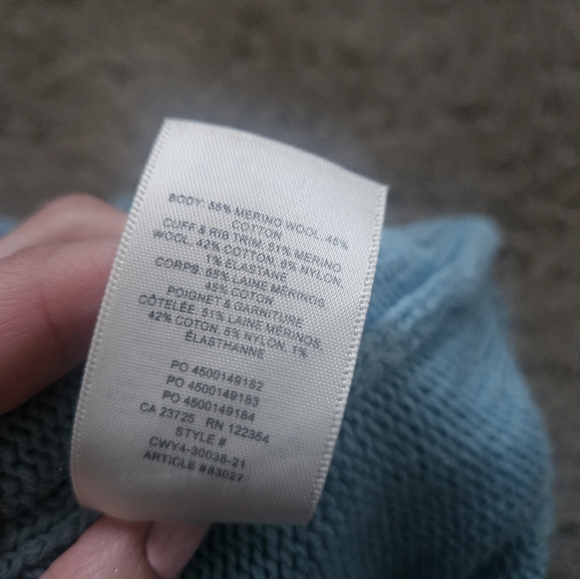 BODY: 55% MERINO WOOL, 45%
COTTON
CUFF & RIB TRIM: 51% MERINO
WOOL, 42% COTTON, 6% NYLON,
1% ELASTANE
CORPS: 55% LAINE MÉRINOS,
45% COTON
POIGNET & GARNITURE
CÔTELÉE: 51% LAINE MÉRINOS,
42% COTON, 6% NYLON, 1%
ÉLASTHANNE
PO 4500149182
PO 4500149183
PO 4500149184
CA 23725 RN 122354
STYLE #
CWY4-30038-21
ARTICLE #83027